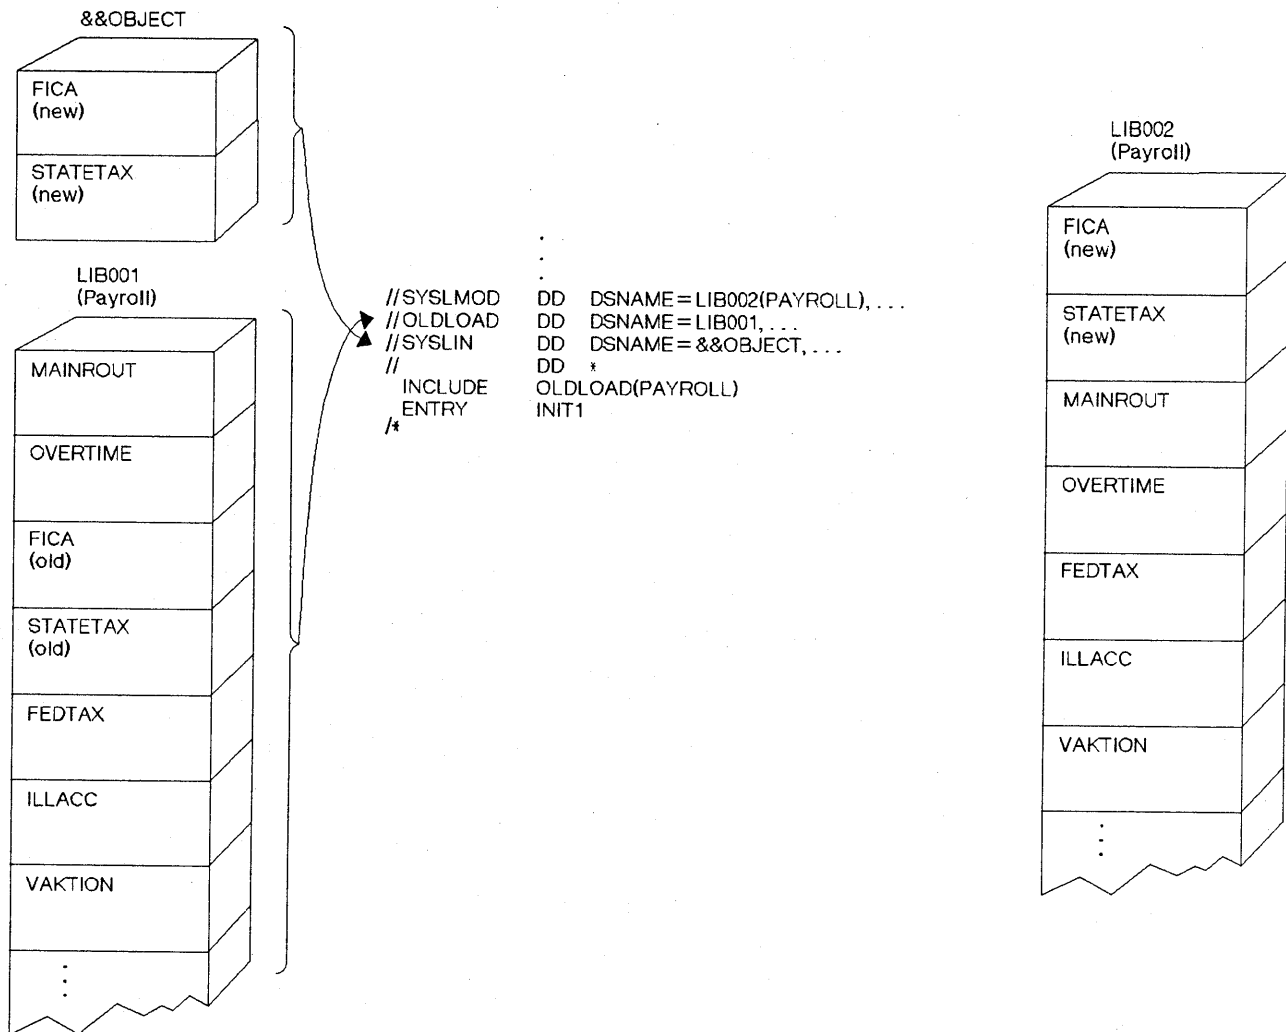 &&OBJECT
FICA
(new)
STATETAX
(new)
LIB001
(Payroll)
MAINROUT
OVERTIME
FICA
(old)
STATETAX
(old)
FEDTAX
ILLACC
VAKTION
.
.
.
.
.
.
//SYSLMOD DD DSNAME=LIB002(PAYROLL), . . .
//OLDLOAD DD DSNAME=LIB001, . . .
//SYSLIN DD DSNAME=&&OBJECT, . . .
// DD *
INCLUDE OLDLOAD(PAYROLL)
ENTRY INIT1
/*
LIB002
(Payroll)
FICA
(new)
STATETAX
(new)
MAINROUT
OVERTIME
FEDTAX
ILLACC
VAKTION
.
.
.